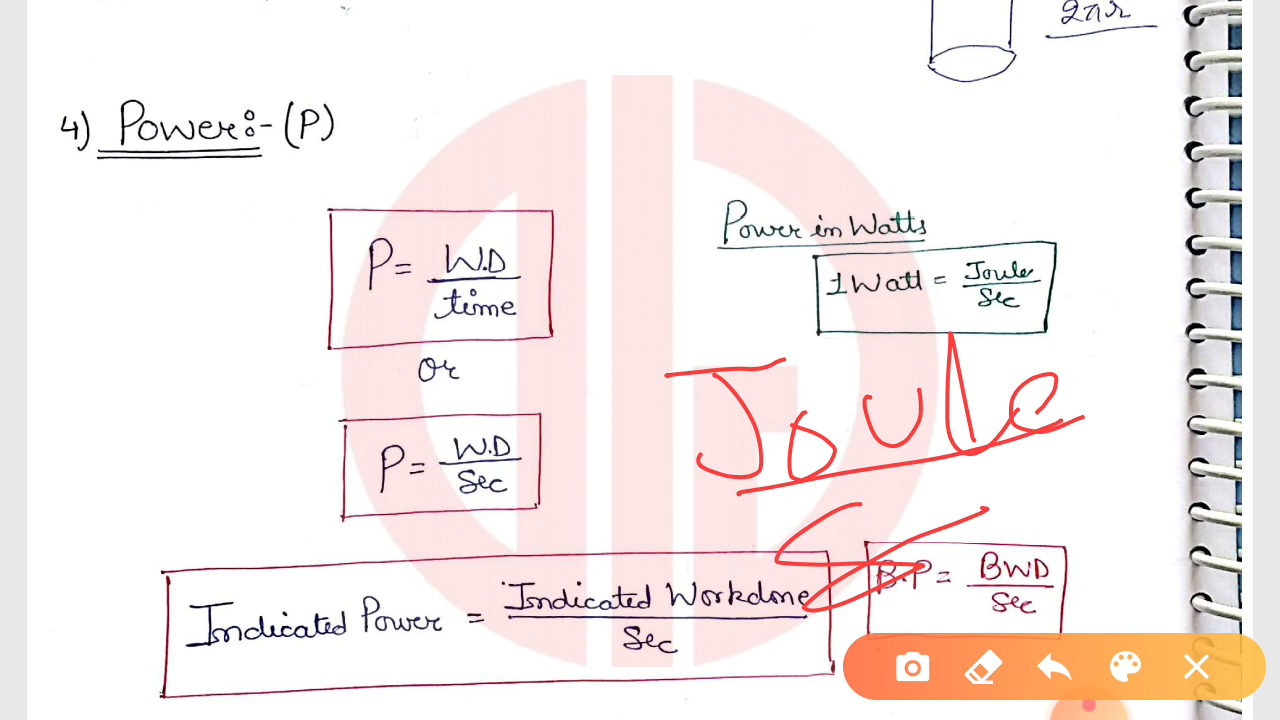 2πr
4) Power:- (P)
P = W.D / time
Power in Watts
1 Watt = Joule / Sec
Or
Joule
P = W.D / Sec
Indicated Power = Indicated Workdone / Sec
B.P = BWD / Sec